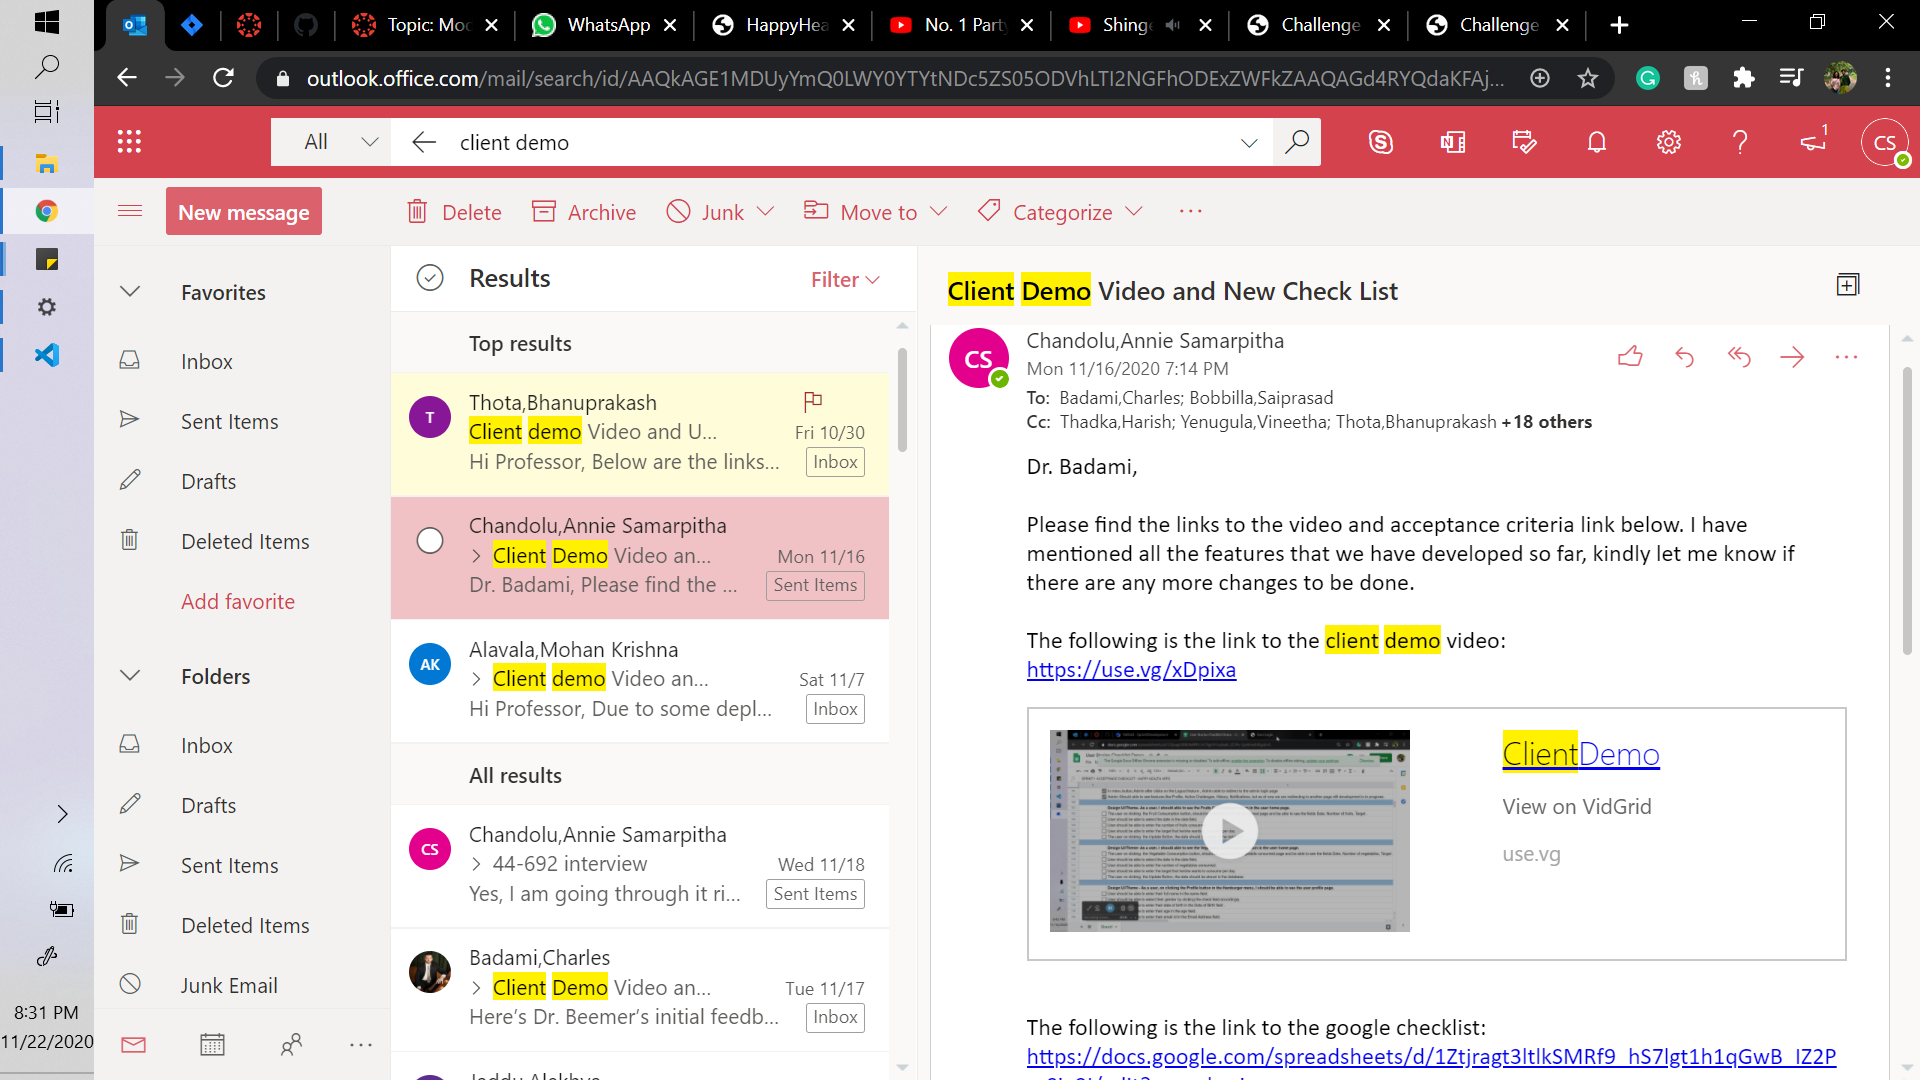 Topic: Moc
WhatsApp
HappyHea
No. 1 Party
Shinge
Challenge
Challenge
outlook.office.com/mail/search/id/AAQkAGE1MDUyYmQ0LWY0YTYtNDc5ZS05ODVhLTI2NGFhODExZWFkZAAQAGd4RYQdaKFAj...
All
client demo
1
CS
New message
Delete
Archive
Junk
Move to
Categorize
Favorites
Inbox
Sent Items
Drafts
Deleted Items
Add favorite
Folders
Inbox
Drafts
Sent Items
Deleted Items
Junk Email
8:31 PM
11/22/2020
Results
Filter
Top results
T
Thota,Bhanuprakash
Client demo Video and U...
Fri 10/30
Hi Professor, Below are the links...
Inbox
Chandolu,Annie Samarpitha
Client Demo Video an...
Mon 11/16
Dr. Badami, Please find the ...
Sent Items
AK
Alavala,Mohan Krishna
Client demo Video an...
Sat 11/7
Hi Professor, Due to some depl...
Inbox
All results
CS
Chandolu,Annie Samarpitha
44-692 interview
Wed 11/18
Yes, I am going through it ri...
Sent Items
Badami,Charles
Client Demo Video an...
Tue 11/17
Here's Dr. Beemer's initial feedb...
Inbox
Client Demo Video and New Check List
CS
Chandolu,Annie Samarpitha
Mon 11/16/2020 7:14 PM
To: Badami,Charles; Bobbilla,Saiprasad
Cc: Thadka,Harish; Yenugula,Vineetha; Thota,Bhanuprakash +18 others
Dr. Badami,
Please find the links to the video and acceptance criteria link below. I have
mentioned all the features that we have developed so far, kindly let me know if
there are any more changes to be done.
The following is the link to the client demo video:
https://use.vg/xDpixa
ClientDemo
View on VidGrid
use.vg
The following is the link to the google checklist:
https://docs.google.com/spreadsheets/d/1Ztjragt3ltlkSMRf9_hS7lgt1h1qGwB_IZ2P